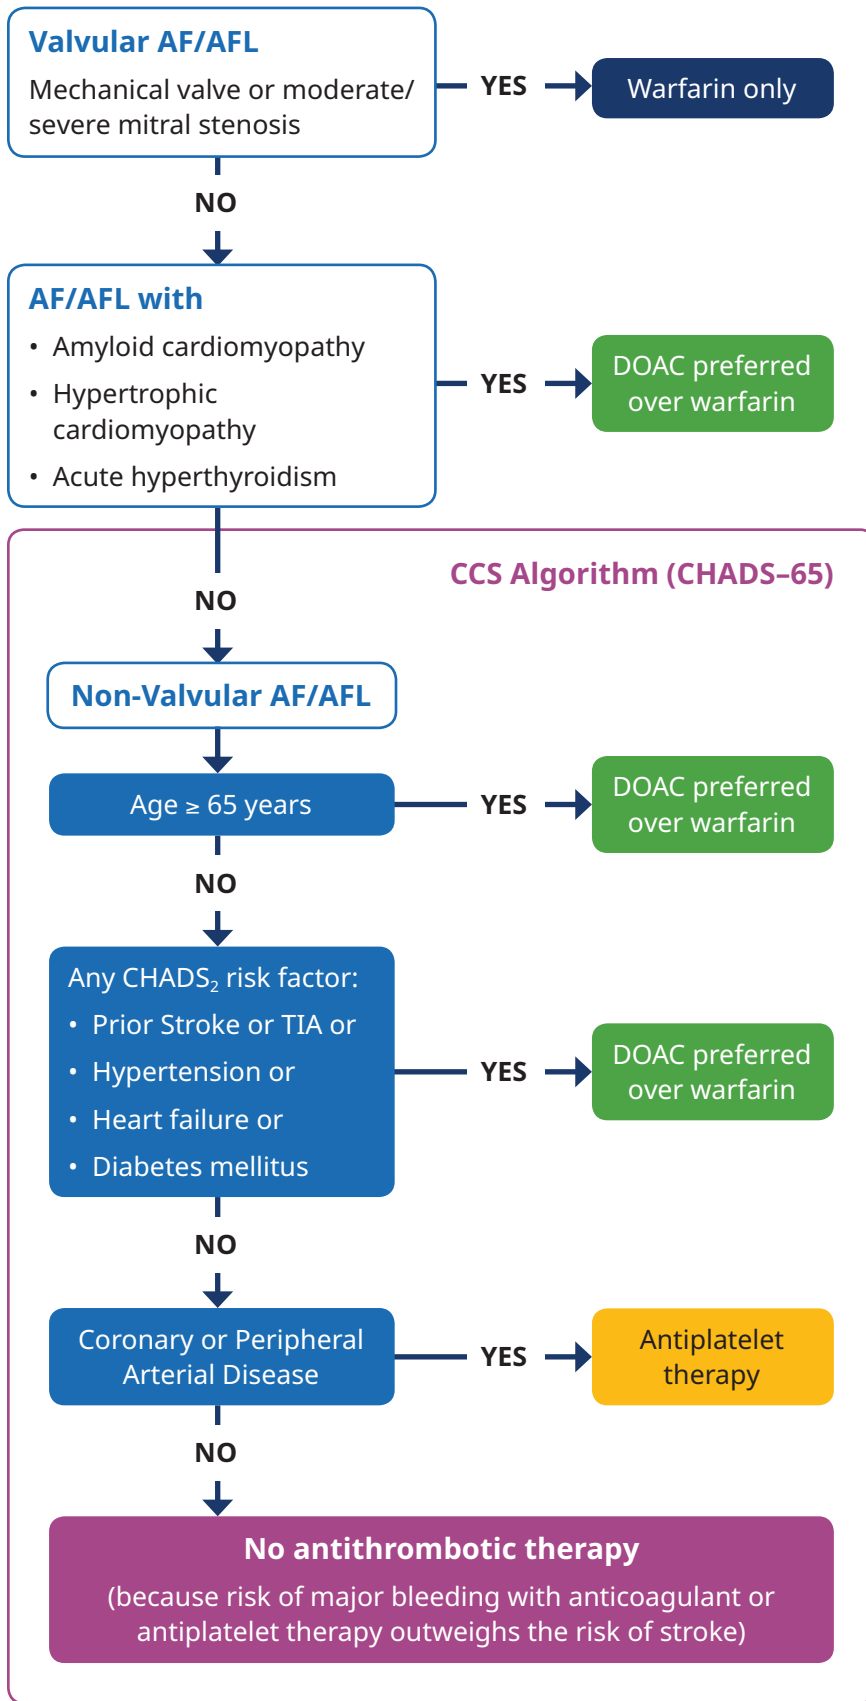 Valvular AF/AFL
Mechanical valve or moderate/
severe mitral stenosis
YES
Warfarin only
NO
AF/AFL with
• Amyloid cardiomyopathy
• Hypertrophic
cardiomyopathy
• Acute hyperthyroidism
YES
DOAC preferred
over warfarin
CCS Algorithm (CHADS–65)
NO
Non-Valvular AF/AFL
Age ≥ 65 years
YES
DOAC preferred
over warfarin
NO
Any CHADS₂ risk factor:
• Prior Stroke or TIA or
• Hypertension or
• Heart failure or
• Diabetes mellitus
YES
DOAC preferred
over warfarin
NO
Coronary or Peripheral
Arterial Disease
YES
Antiplatelet
therapy
NO
No antithrombotic therapy
(because risk of major bleeding with anticoagulant or
antiplatelet therapy outweighs the risk of stroke)